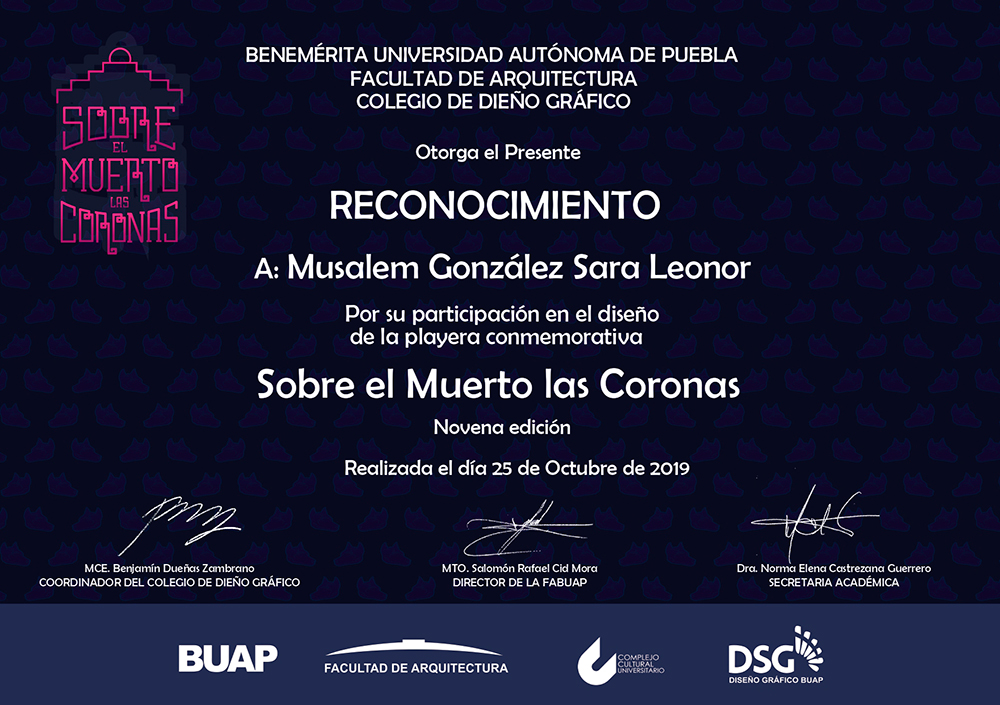 SOBRE
EL
MUERTO
LAS
CORONAS
BENEMÉRITA UNIVERSIDAD AUTÓNOMA DE PUEBLA
FACULTAD DE ARQUITECTURA
COLEGIO DE DIEÑO GRÁFICO
Otorga el Presente
RECONOCIMIENTO
A: Musalem González Sara Leonor
Por su participación en el diseño
de la playera conmemorativa
Sobre el Muerto las Coronas
Novena edición
Realizada el día 25 de Octubre de 2019
MCE. Benjamín Dueñas Zambrano
COORDINADOR DEL COLEGIO DE DIEÑO GRÁFICO
MTO. Salomón Rafael Cid Mora
DIRECTOR DE LA FABUAP
Dra. Norma Elena Castrezana Guerrero
SECRETARIA ACADÉMICA
BUAP
FACULTAD DE ARQUITECTURA
COMPLEJO
CULTURAL
UNIVERSITARIO
DSG
DISEÑO GRÁFICO BUAP